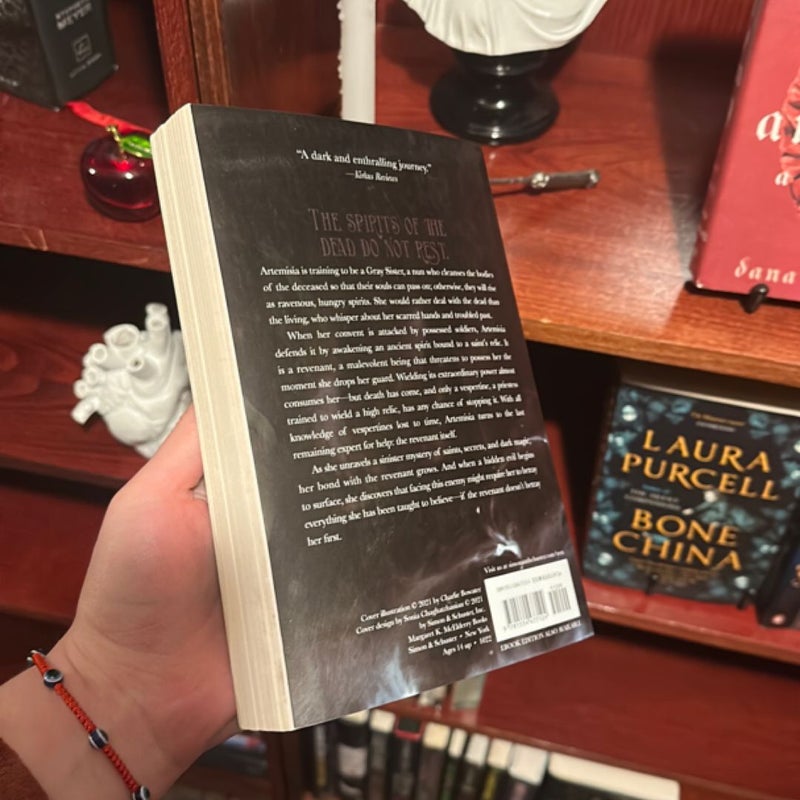 MEYER
"A dark and enthralling journey."
—Kirkus Reviews
THE SPIRITS OF THE
DEAD DO NOT REST.
Artemisia is training to be a Gray Sister, a nun who cleanses the bodies
of the deceased so that their souls can pass on; otherwise, they will rise
as ravenous, hungry spirits. She would rather deal with the dead than
the living, who whisper about her scarred hands and troubled past.
When her convent is attacked by possessed soldiers, Artemisia
defends it by awakening an ancient spirit bound to a saint's relic. It
is a revenant, a malevolent being that threatens to possess her the
moment she drops her guard. Wielding its extraordinary power almost
consumes her—but death has come, and only a vespertine, a priestess
trained to wield a high relic, has any chance of stopping it. With all
knowledge of vespertines lost to time, Artemisia turns to the last
remaining expert for help: the revenant itself.
As she unravels a sinister mystery of saints, secrets, and dark magic,
her bond with the revenant grows. And when a hidden evil begins
to surface, she discovers that facing this enemy might require her to betray
everything she has been taught to believe—if the revenant doesn't betray
her first.
Visit us at simonandschuster.com/teen
Cover illustration © 2021 by Charlie Bowater
Cover design by Sonia Chaghatzbanian © 2021
by Simon & Schuster, Inc.
Margaret K. McElderry Books
Simon & Schuster • New York
Ages 14 up • 1022
EBOOK EDITION ALSO AVAILABLE
a
dana
LAURA
PURCELL
BONE
CHINA